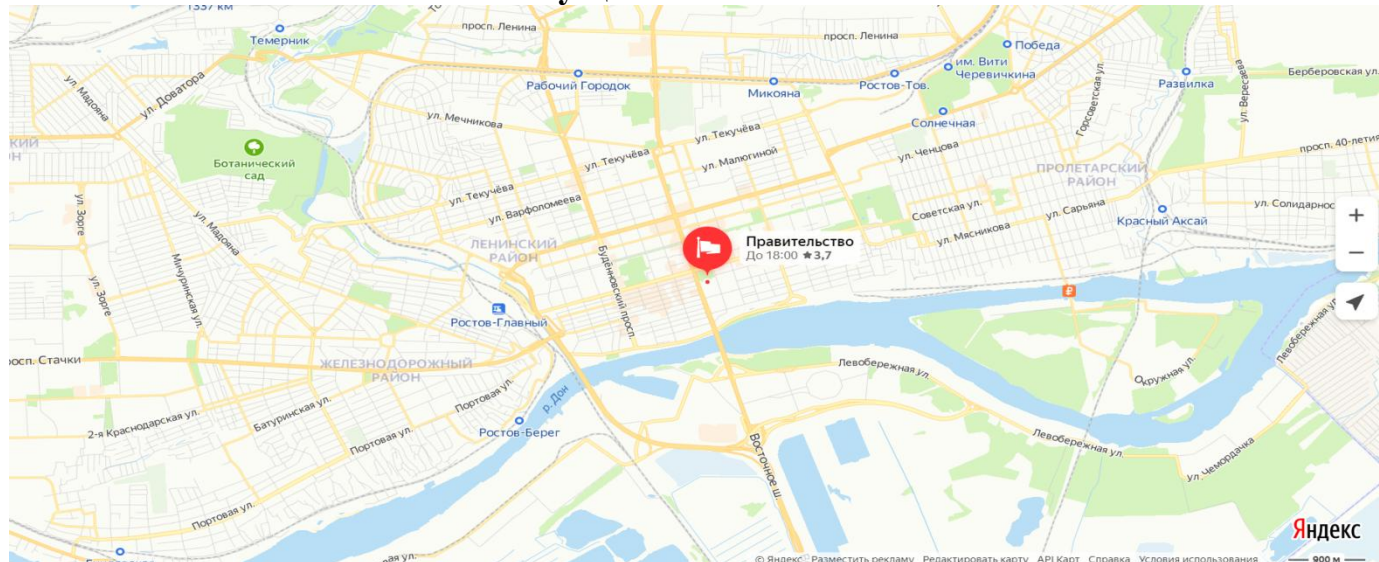 1337 км
просп. Ленина
просп. Ленина
Темерник
Победа
им. Вити
Черевичкина
Рабочий Городок
Микояна
Ростов-Тов.
Развилка
Берберовская ул.
ул. Мадояна
ул. Доватора
Горсоветская ул.
ул. Вересаева
ул. Мечникова
Солнечная
ул. Текучёва
ул. Текучёва
ул. Малюгиной
ул. Ченцова
просп. 40-летия
Ботанический
сад
ПРОЛЕТАРСКИЙ
РАЙОН
ул. Текучёва
ул. Варфоломеева
ул. Зорге
ул. Мадояна
Советская ул.
ул. Сарьяна
Красный Аксай
ул. Солидарнос
ЛЕНИНСКИЙ
РАЙОН
Правительство
До 18:00 ★3,7
ул. Мясникова
Будённовский просп.
Мичуринская ул.
ул. Зорге
Ростов-Главный
Левобережная ул.
просп. Стачки
ЖЕЛЕЗНОДОРОЖНЫЙ
РАЙОН
Левобережная ул.
Окружная ул.
Портовая ул.
р. Дон
2-я Краснодарская ул.
Батуринская ул.
Ростов-Берег
Портовая ул.
Восточное ш.
Левобережная ул.
ул. Чемордачка
Портовая ул.
Яндекс
© Яндекс Разместить рекламу Редактировать карту API Карт Справка Условия использования
900 м